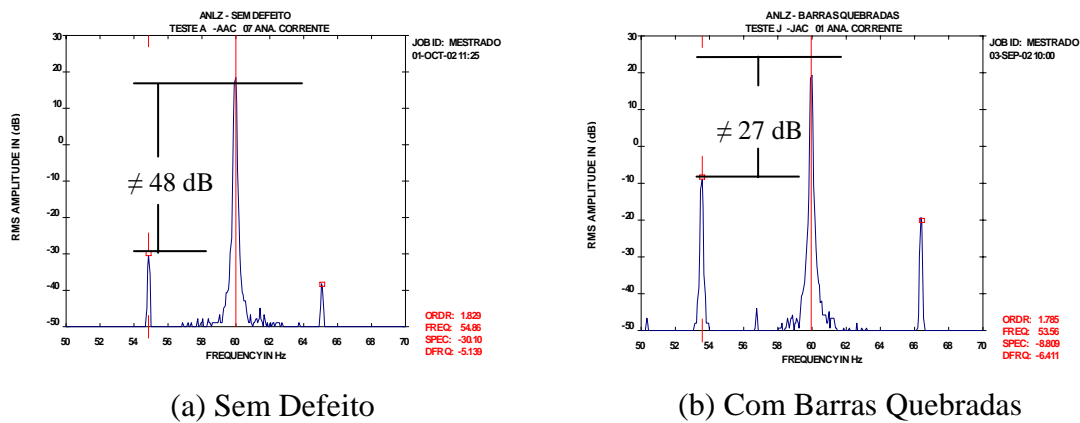 ANLZ - SEM DEFEITO
TESTE A -AAC 07 ANA. CORRENTE
JOB ID: MESTRADO
01-OCT-02 11:25
RMS AMPLITUDE IN (dB)
30
20
10
0
-10
-20
-30
-40
-50
≠ 48 dB
50 52 54 56 58 60 62 64 66 68 70
FREQUENCY IN Hz
ORDR: 1.829
FREQ: 54.86
SPEC: -30.10
DFRQ: -5.139
(a) Sem Defeito
ANLZ - BARRAS QUEBRADAS
TESTE J -JAC 01 ANA. CORRENTE
JOB ID: MESTRADO
03-SEP-02 10:00
RMS AMPLITUDE IN (dB)
30
20
10
0
-10
-20
-30
-40
-50
≠ 27 dB
50 52 54 56 58 60 62 64 66 68 70
FREQUENCY IN Hz
ORDR: 1.785
FREQ: 53.56
SPEC: -8.809
DFRQ: -6.411
(b) Com Barras Quebradas